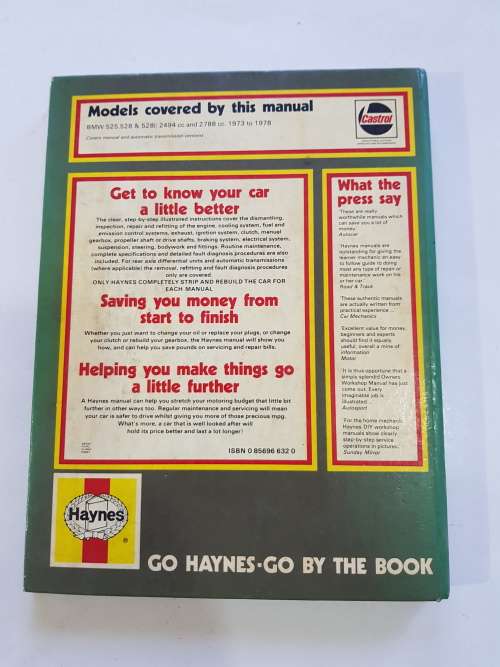 Models covered by this manual
BMW 525,528 & 528i; 2494 cc and 2788 cc. 1973 to 1978
Covers manual and automatic transmission versions
Castrol
Get to know your car
a little better
The clear, step-by-step illustrated instructions cover the dismantling,
inspection, repair and refitting of the engine, cooling system, fuel and
emission control systems, exhaust, ignition system, clutch, manual
gearbox, propeller shaft or drive shafts, braking system, electrical system,
suspension, steering, bodywork and fittings. Routine maintenance,
complete specifications and detailed fault diagnosis procedures are also
included. For rear axle differential units and automatic transmissions
(where applicable) the removal, refitting and fault diagnosis procedures
only are covered.
ONLY HAYNES COMPLETELY STRIP AND REBUILD THE CAR FOR
EACH MANUAL
Saving you money from
start to finish
Whether you just want to change your oil or replace your plugs, or change
your clutch or rebuild your gearbox, the Haynes manual will show you
how, and can help you save pounds on servicing and repair bills.
Helping you make things go
a little further
A Haynes manual can help you stretch your motoring budget that little bit
further in other ways too. Regular maintenance and servicing will mean
your car is safer to drive whilst giving you more of those precious mpg.
What's more, a car that is well looked after will
hold its price better and last a lot longer!
ISBN 0 85696 632 0
What the
press say
'These are really
worthwhile manuals which
can save you a lot of
money
Autocar
'Haynes manuals are
outstanding for giving the
learner mechanic an easy
to follow guide to doing
most any type of repair or
maintenance work on his
or her car.
Road & Track
'These authentic manuals
are actually written from
practical experience ...
Car Mechanics
'Excellent value for money,
beginners and experts
should find it equally
useful, overall a mine of
information
Motor
'It is thus opportune that a
simply splendid Owners
Workshop Manual has just
come out. Every
imaginable job is
illustrated...
Autosport
'For the home mechanic
Haynes DIY workshop
manuals show clearly
step-by-step service
operations in pictures..
Sunday Mirror
Haynes
®
GO HAYNES-GO BY THE BOOK